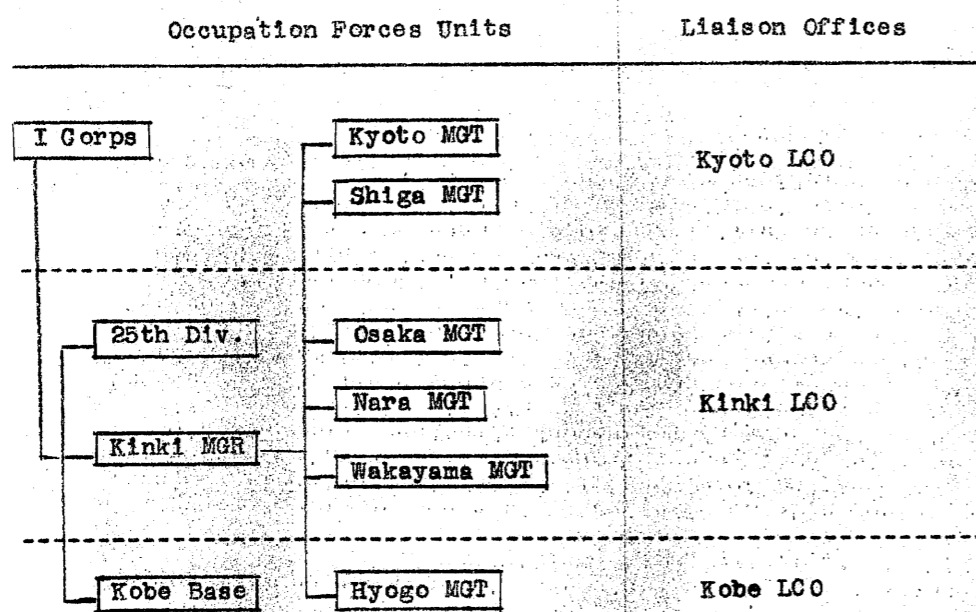 Occupation Forces Units Liaison Offices
I Corps Kyoto MGT Kyoto LCO
Shiga MGT
25th Div. Osaka MGT
Nara MGT Kinki LCO
Kinki MGR Wakayama MGT
Kobe Base Hyogo MGT Kobe LCO